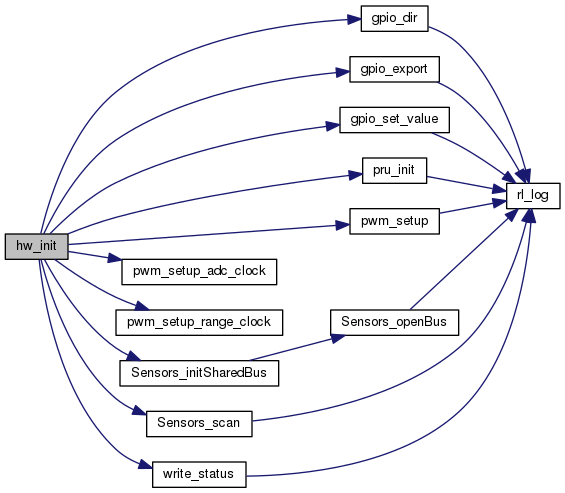 gpio_dir
gpio_export
gpio_set_value
pru_init
rl_log
pwm_setup
hw_init
pwm_setup_adc_clock
pwm_setup_range_clock
Sensors_openBus
Sensors_initSharedBus
Sensors_scan
write_status